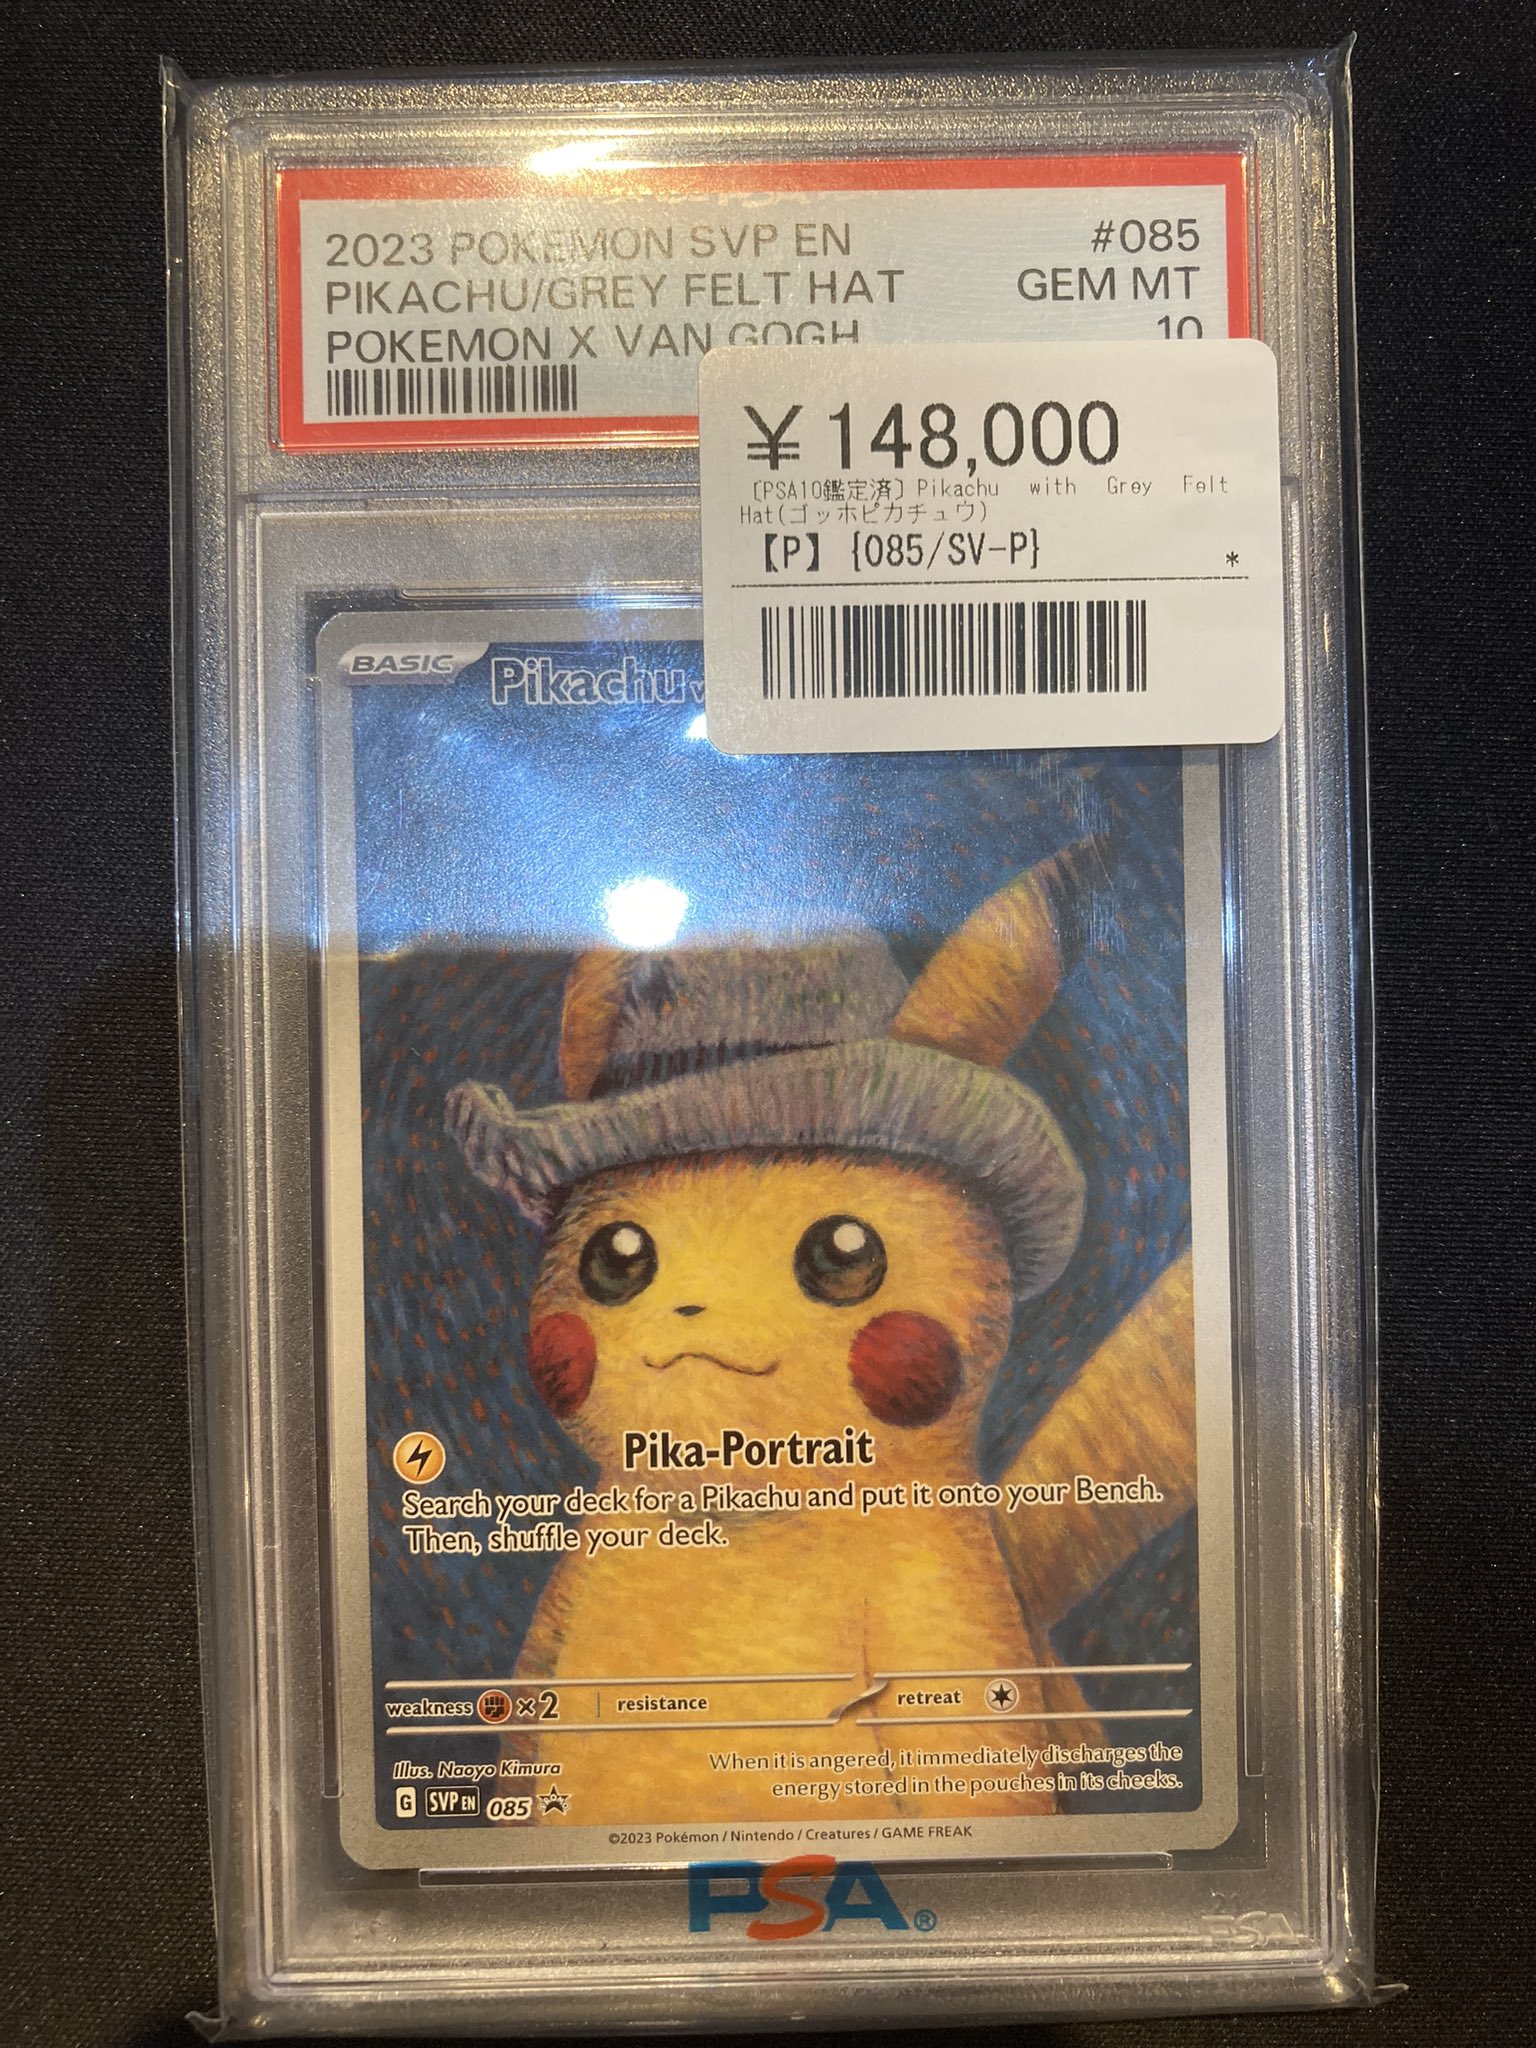 2023 POKEMON SVP EN
#085
PIKACHU/GREY FELT HAT
GEM MT
POKEMON X VAN GOGH
10
¥148,000
〔PSA10鑑定済〕Pikachu with Grey Felt
Hat(ゴッホピカチュウ)
【P】{085/SV-P}
*
BASIC
Pikachu
Pika-Portrait
Search your deck for a Pikachu and put it onto your Bench.
Then, shuffle your deck.
weakness ×2 resistance retreat
When it is angered, it immediately discharges the
energy stored in the pouches in its cheeks.
Illus. Naoyo Kimura
G SVP EN 085
©2023 Pokémon / Nintendo / Creatures / GAME FREAK
PSA®
PSA